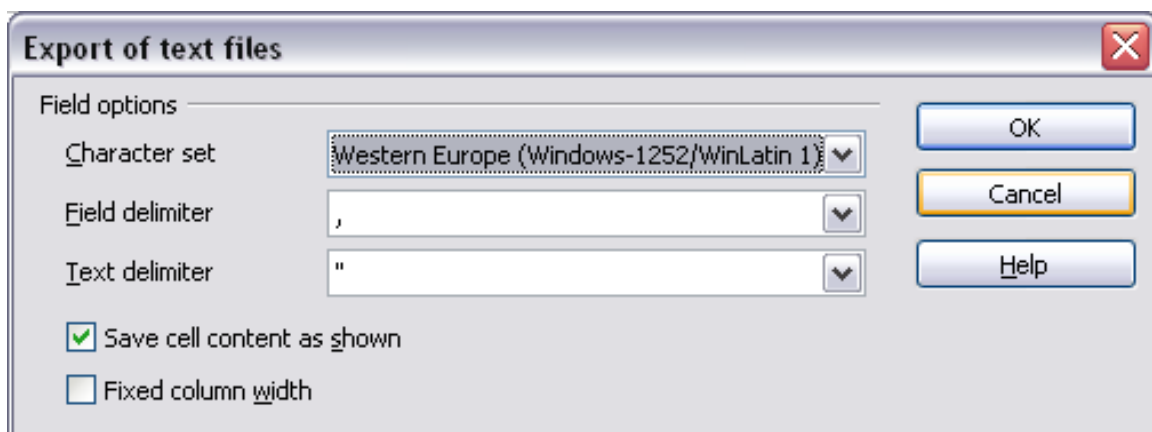 Export of text files
Field options
OK
Character set
Western Europe (Windows-1252/WinLatin 1)
Cancel
Field delimiter
,
Text delimiter
"
Help
Save cell content as shown
Fixed column width